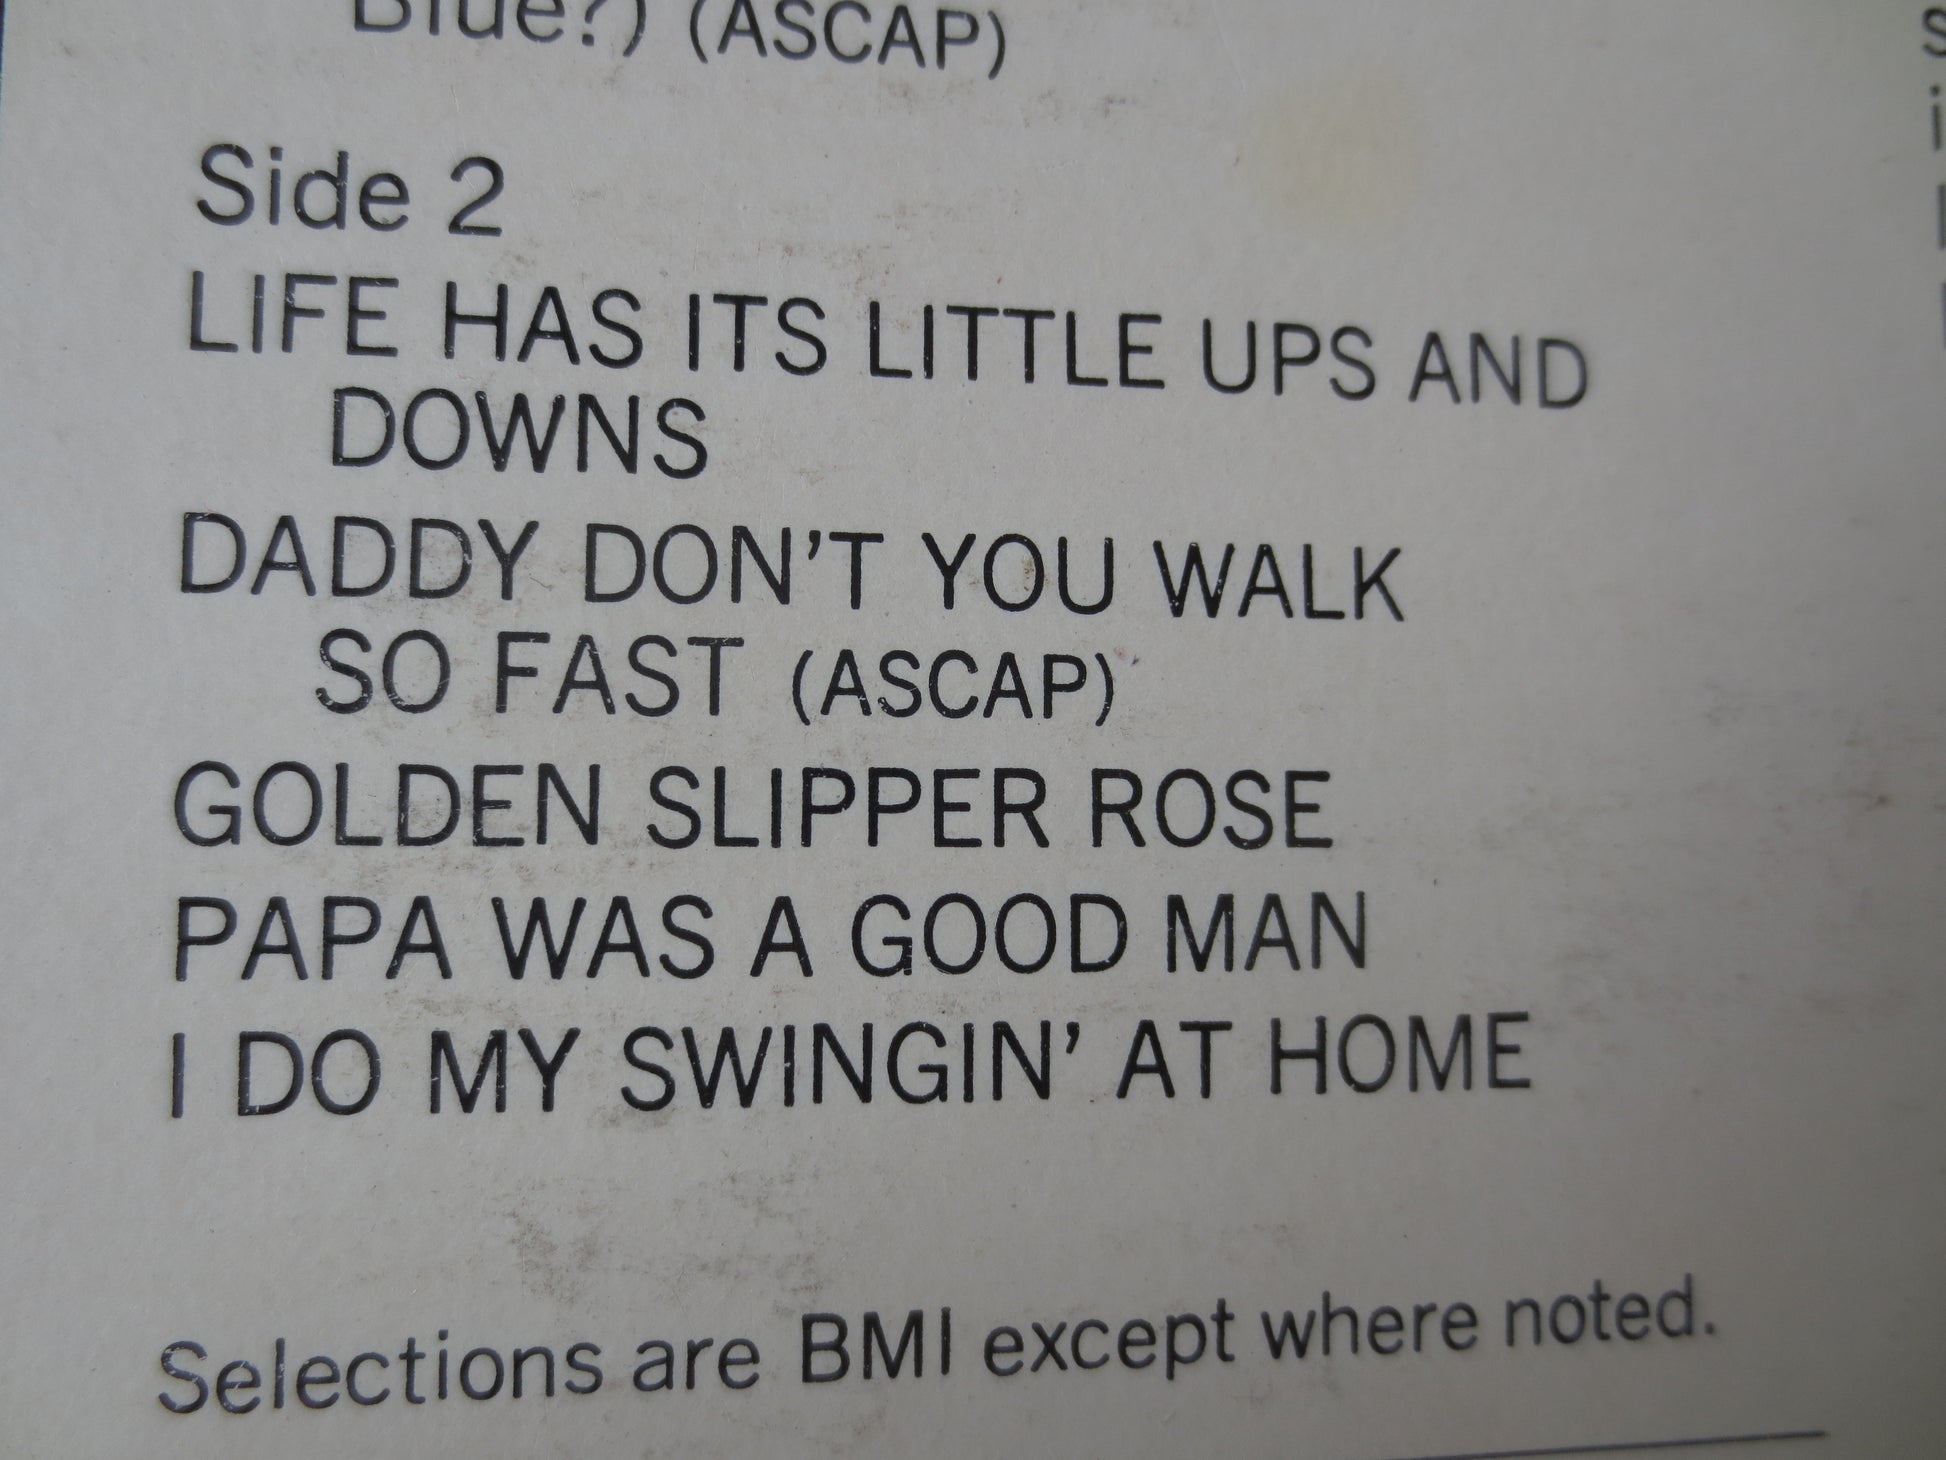 Blue?) (ASCAP)
Side 2
LIFE HAS ITS LITTLE UPS AND
DOWNS
DADDY DON'T YOU WALK
SO FAST (ASCAP)
GOLDEN SLIPPER ROSE
PAPA WAS A GOOD MAN
I DO MY SWINGIN' AT HOME
Selections are BMI except where noted.